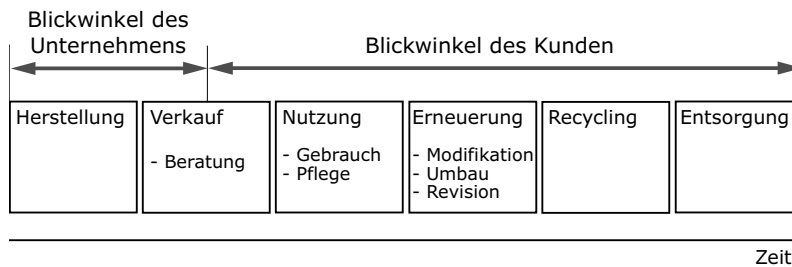 Blickwinkel des
Unternehmens
Blickwinkel des Kunden
Herstellung
Verkauf
- Beratung
Nutzung
- Gebrauch
- Pflege
Erneuerung
- Modifikation
- Umbau
- Revision
Recycling
Entsorgung
Zeit